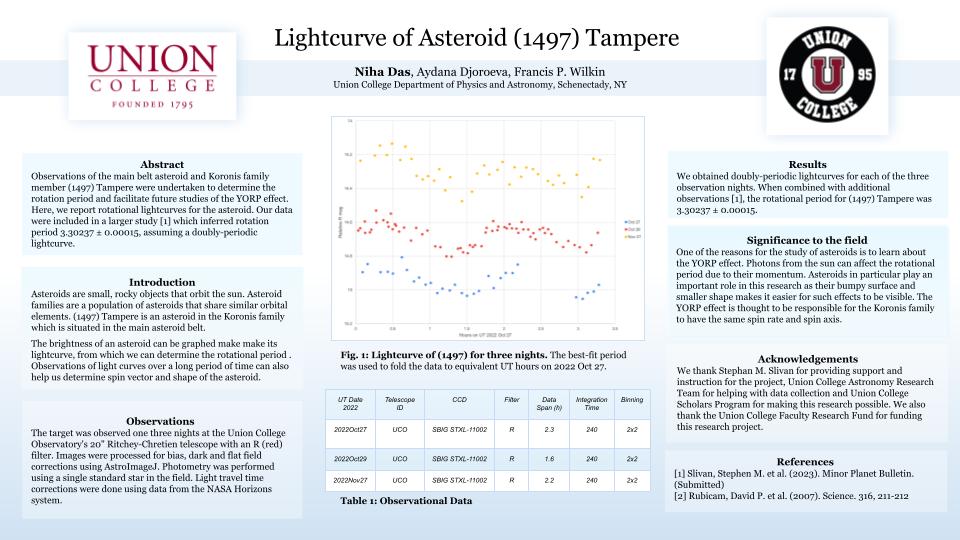 UNION
COLLEGE
FOUNDED 1795
Lightcurve of Asteroid (1497) Tampere
Niha Das, Aydana Djoroeva, Francis P. Wilkin
Union College Department of Physics and Astronomy, Schenectady, NY
UNION
17 U 95
COLLEGE
Abstract
Observations of the main belt asteroid and Koronis family
member (1497) Tampere were undertaken to determine the
rotation period and facilitate future studies of the YORP effect.
Here, we report rotational lightcurves for the asteroid. Our data
were included in a larger study [1] which inferred rotation
period 3.30237 ± 0.00015, assuming a doubly-periodic
lightcurve.
Introduction
Asteroids are small, rocky objects that orbit the sun. Asteroid
families are a population of asteroids that share similar orbital
elements. (1497) Tampere is an asteroid in the Koronis family
which is situated in the main asteroid belt.
The brightness of an asteroid can be graphed make make its
lightcurve, from which we can determine the rotational period .
Observations of light curves over a long period of time can also
help us determine spin vector and shape of the asteroid.
Observations
The target was observed one three nights at the Union College
Observatory's 20" Ritchey-Chretien telescope with an R (red)
filter. Images were processed for bias, dark and flat field
corrections using AstroImageJ. Photometry was performed
using a single standard star in the field. Light travel time
corrections were done using data from the NASA Horizons
system.
Relative R mag
0 0.5 1 1.5 2 2.5 3 3.5
Hours on UT 2022 Oct 27
Fig. 1: Lightcurve of (1497) for three nights. The best-fit period
was used to fold the data to equivalent UT hours on 2022 Oct 27.
UT Date 2022 Telescope ID CCD Filter Data Span (h) Integration Time Binning
2022Oct27 UCO SBIG STXL-11002 R 2.3 240 2x2
2022Oct29 UCO SBIG STXL-11002 R 1.6 240 2x2
2022Nov27 UCO SBIG STXL-11002 R 2.2 240 2x2
Table 1: Observational Data
Results
We obtained doubly-periodic lightcurves for each of the three
observation nights. When combined with additional
observations [1], the rotational period for (1497) Tampere was
3.30237 ± 0.00015.
Significance to the field
One of the reasons for the study of asteroids is to learn about
the YORP effect. Photons from the sun can affect the rotational
period due to their momentum. Asteroids in particular play an
important role in this research as their bumpy surface and
smaller shape makes it easier for such effects to be visible. The
YORP effect is thought to be responsible for the Koronis family
to have the same spin rate and spin axis.
Acknowledgements
We thank Stephan M. Slivan for providing support and
instruction for the project, Union College Astronomy Research
Team for helping with data collection and Union College
Scholars Program for making this research possible. We also
thank the Union College Faculty Research Fund for funding
this research project.
References
[1] Slivan, Stephen M. et al. (2023). Minor Planet Bulletin.
(Submitted)
[2] Rubicam, David P. et al. (2007). Science. 316, 211-212